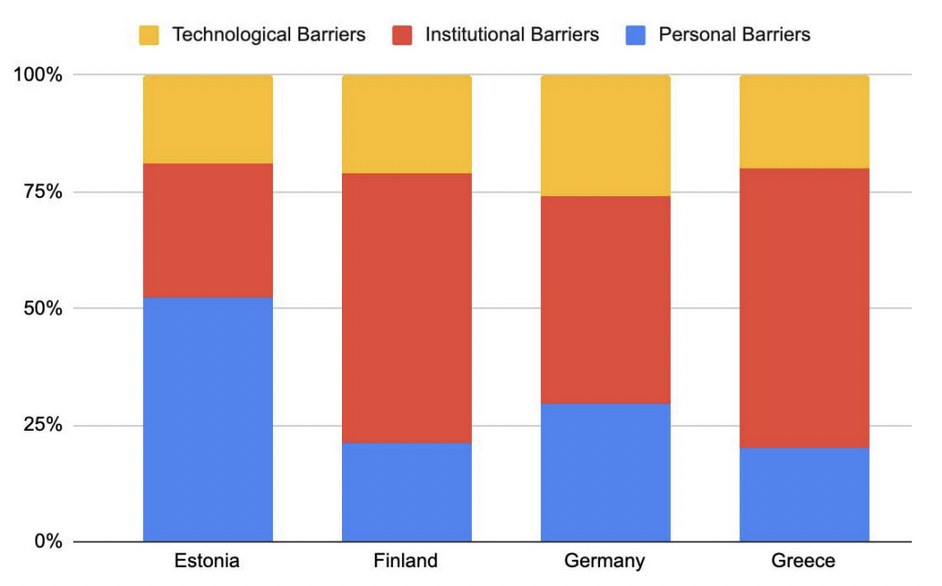 Technological Barriers Institutional Barriers Personal Barriers
100%
75%
50%
25%
0%
Estonia Finland Germany Greece